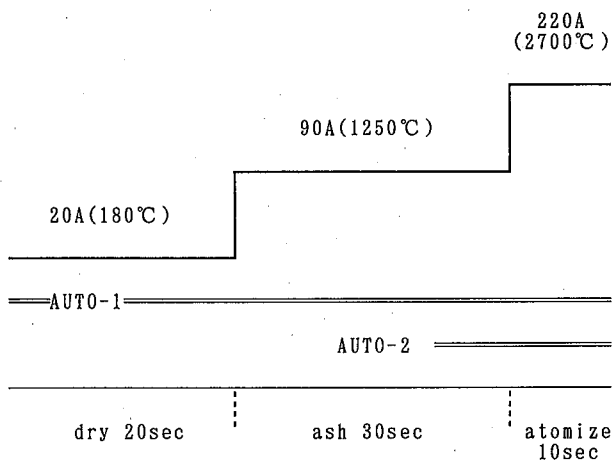 220A
(2700℃)
90A(1250℃)
20A(180℃)
AUTO-1
AUTO-2
dry 20sec
ash 30sec
atomize
10sec